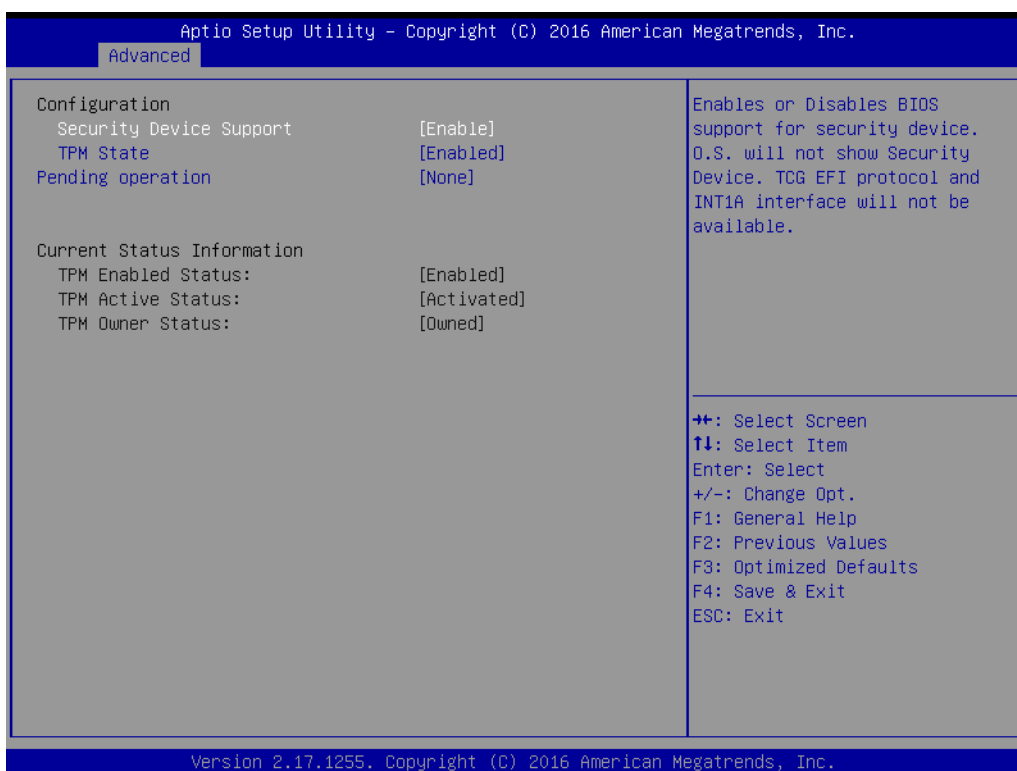 Aptio Setup Utility – Copyright (C) 2016 American Megatrends, Inc.
Advanced
Configuration
Security Device Support [Enable]
TPM State [Enabled]
Pending operation [None]
Current Status Information
TPM Enabled Status: [Enabled]
TPM Active Status: [Activated]
TPM Owner Status: [Owned]
Enables or Disables BIOS
support for security device.
O.S. will not show Security
Device. TCG EFI protocol and
INT1A interface will not be
available.
→←: Select Screen
↑↓: Select Item
Enter: Select
+/-: Change Opt.
F1: General Help
F2: Previous Values
F3: Optimized Defaults
F4: Save & Exit
ESC: Exit
Version 2.17.1255. Copyright (C) 2016 American Megatrends, Inc.